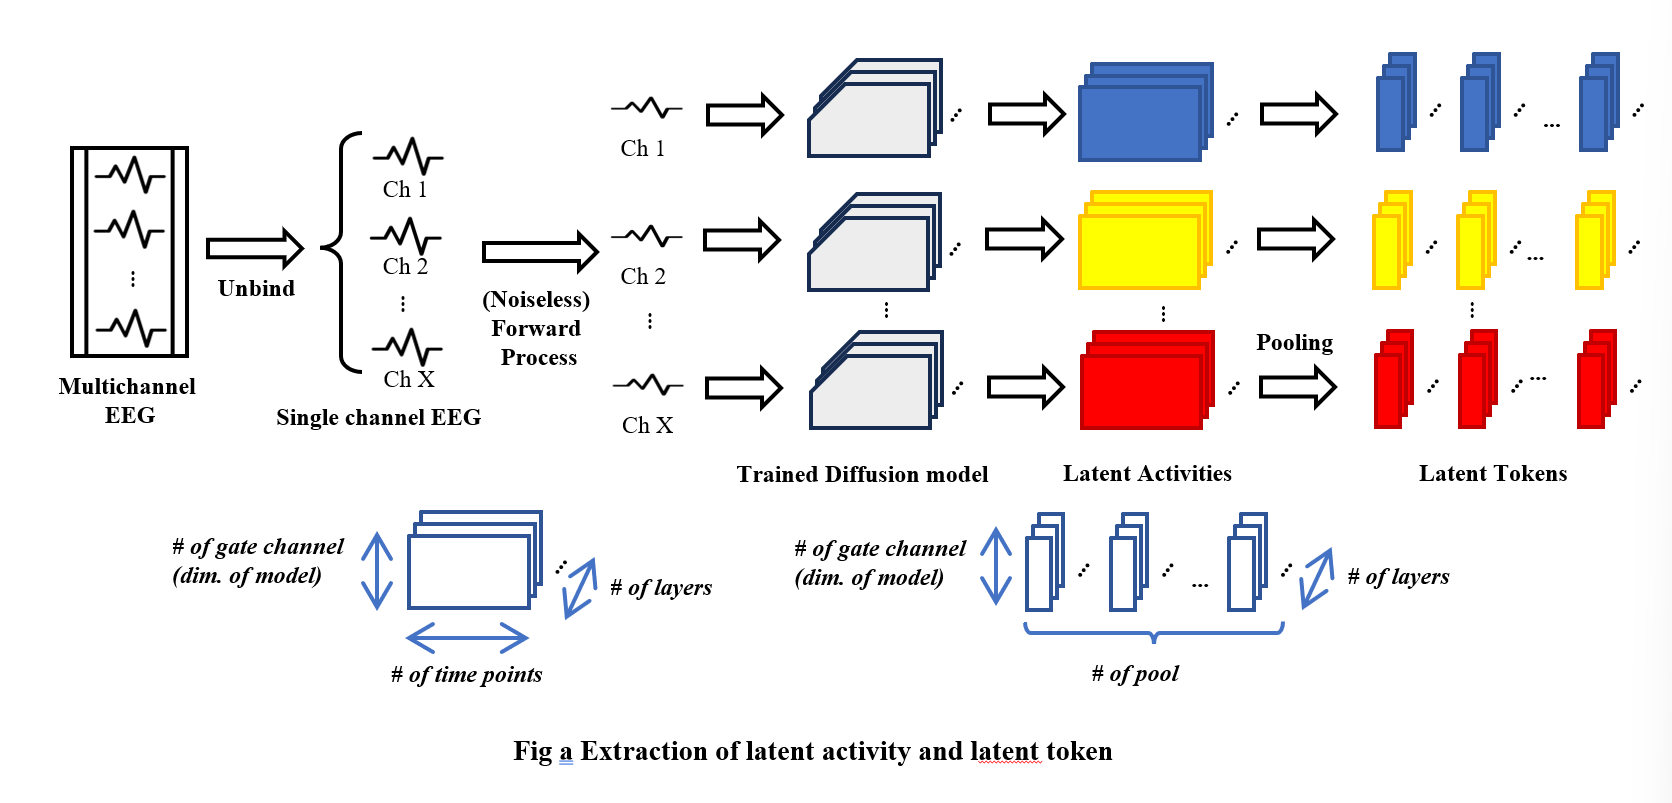 Ch 1
Ch 2
Ch X
Multichannel
EEG
Unbind
Single channel EEG
(Noiseless)
Forward
Process
Ch 1
Ch 2
Ch X
Trained Diffusion model
Latent Activities
Pooling
Latent Tokens
# of gate channel
(dim. of model)
# of layers
# of time points
# of gate channel
(dim. of model)
# of layers
# of pool
Fig a Extraction of latent activity and latent token